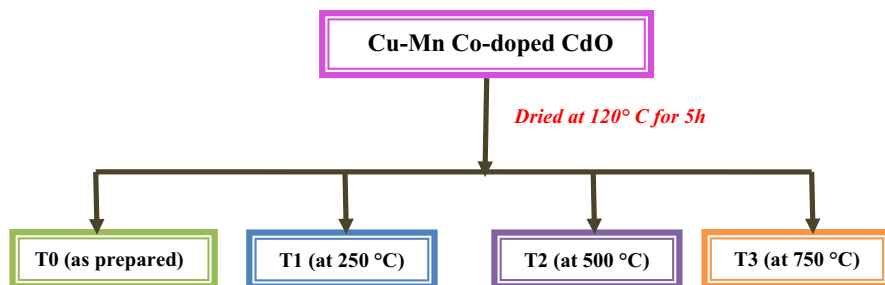 Cu-Mn Co-doped CdO
Dried at 120° C for 5h
T0 (as prepared)
T1 (at 250 °C)
T2 (at 500 °C)
T3 (at 750 °C)